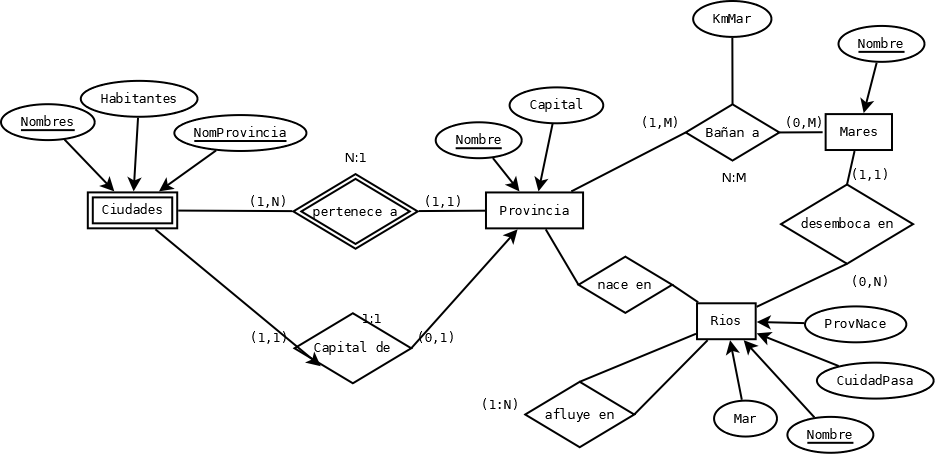 KmMar
Nombre
Habitantes
Capital
Nombres
NomProvincia
Nombre
(1,M)
Bañan a
(0,M)
Mares
N:1
N:M
(1,1)
Ciudades
(1,N)
pertenece a
(1,1)
Provincia
desemboca en
nace en
(0,N)
1:1
Rios
ProvNace
(1,1)
Capital de
(0,1)
CuidadPasa
(1:N)
afluye en
Mar
Nombre